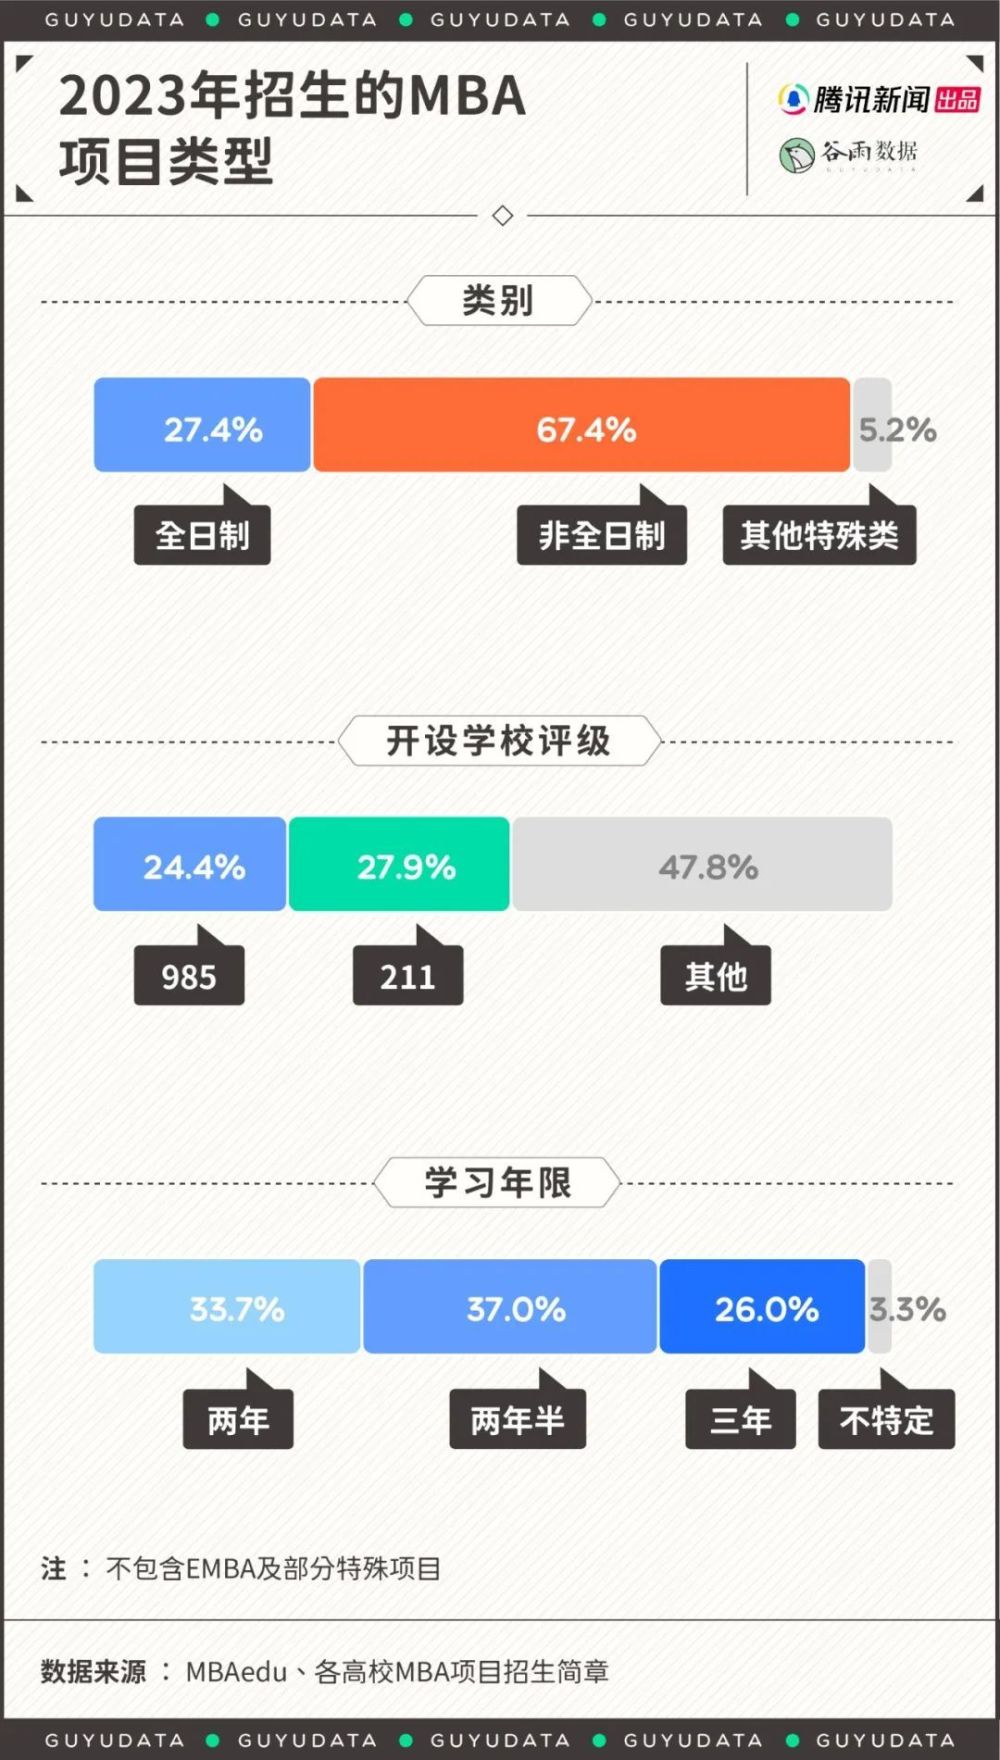 GUYUDATA ● GUYUDATA ● GUYUDATA ● GUYUDATA ● GUYUDATA
2023年招生的MBA
项目类型
腾讯新闻出品
谷雨数据
GUYUDATA
类别
27.4% 67.4% 5.2%
全日制 非全日制 其他特殊类
开设学校评级
24.4% 27.9% 47.8%
985 211 其他
学习年限
33.7% 37.0% 26.0% 3.3%
两年 两年半 三年 不特定
注：不包含EMBA及部分特殊项目
数据来源：MBAedu、各高校MBA项目招生简章
GUYUDATA ● GUYUDATA ● GUYUDATA ● GUYUDATA ● GUYUDATA